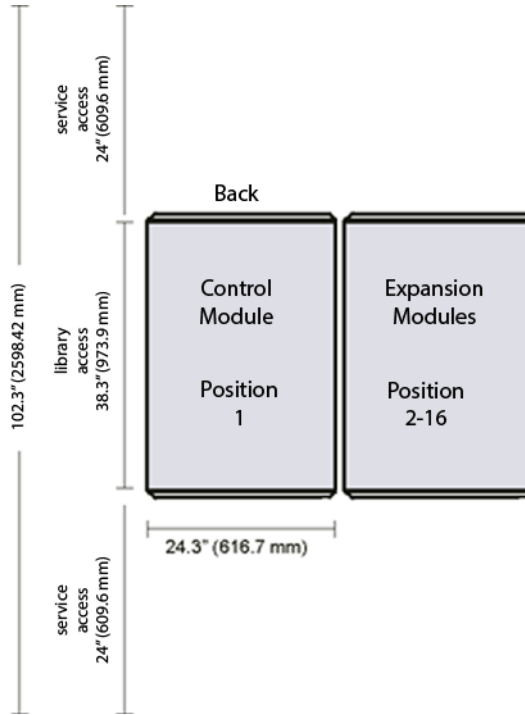 service
access
24" (609.6 mm)
Back
102.3" (2598.42 mm)
library
access
38.3" (973.9 mm)
Control
Module
Position
1
Expansion
Modules
Position
2-16
24.3" (616.7 mm)
service
access
24" (609.6 mm)